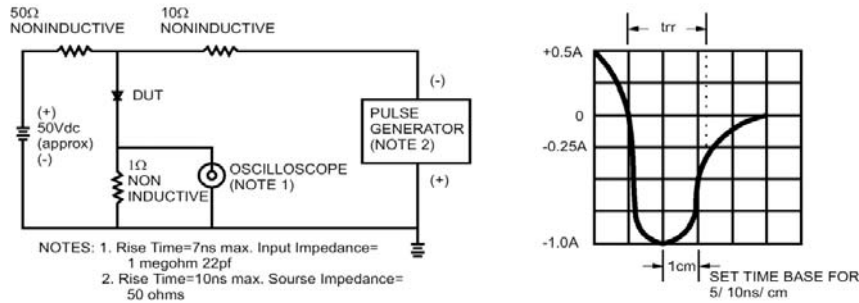 50Ω
NONINDUCTIVE
10Ω
NONINDUCTIVE
DUT
(+)
50Vdc
(approx)
(-)
1Ω
NON
INDUCTIVE
OSCILLOSCOPE
(NOTE 1)
(-)
PULSE
GENERATOR
(NOTE 2)
(+)
NOTES: 1. Rise Time=7ns max. Input Impedance=
1 megohm 22pf
2. Rise Time=10ns max. Sourse Impedance=
50 ohms
trr
+0.5A
0
-0.25A
-1.0A
1cm
SET TIME BASE FOR
5/ 10ns/ cm